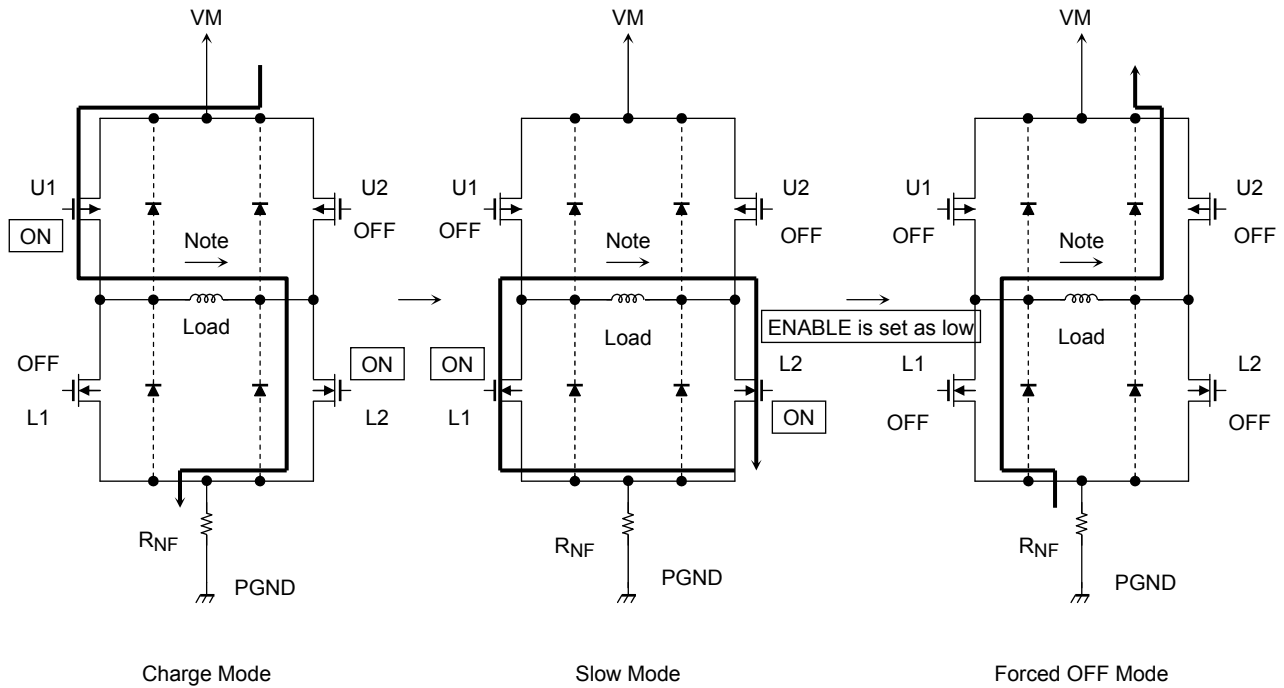 VM
U1
ON
U2
OFF
Note
Load
OFF
L1
ON
L2
RNF
PGND
Charge Mode
VM
U1
OFF
U2
OFF
Note
Load
ON
L1
L2
ON
RNF
PGND
Slow Mode
ENABLE is set as low
VM
U1
OFF
U2
OFF
Note
Load
L1
OFF
L2
OFF
RNF
PGND
Forced OFF Mode